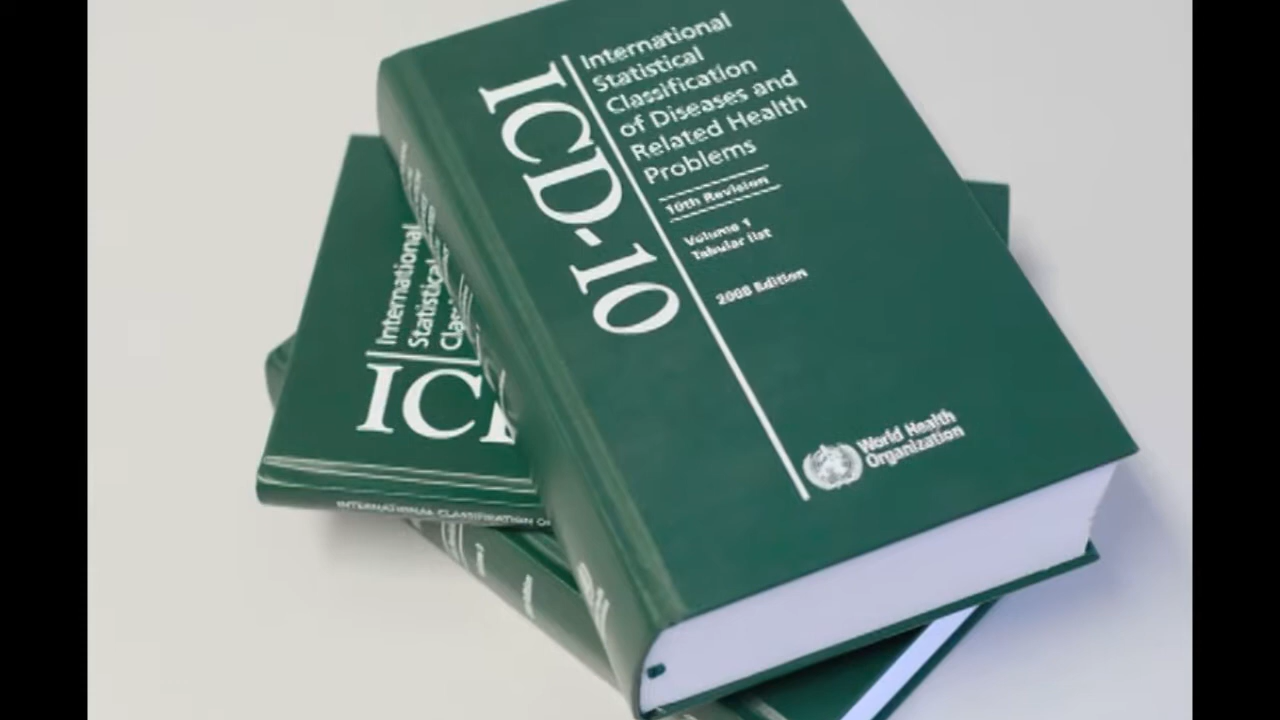 ICD-10
International
Statistical
Classification
of Diseases and
Related Health
Problems
10th Revision
Volume 1
Tabular list
2008 Edition
World Health
Organization
International
Statistical
ICD
INTERNATIONAL CLASSIFICATION